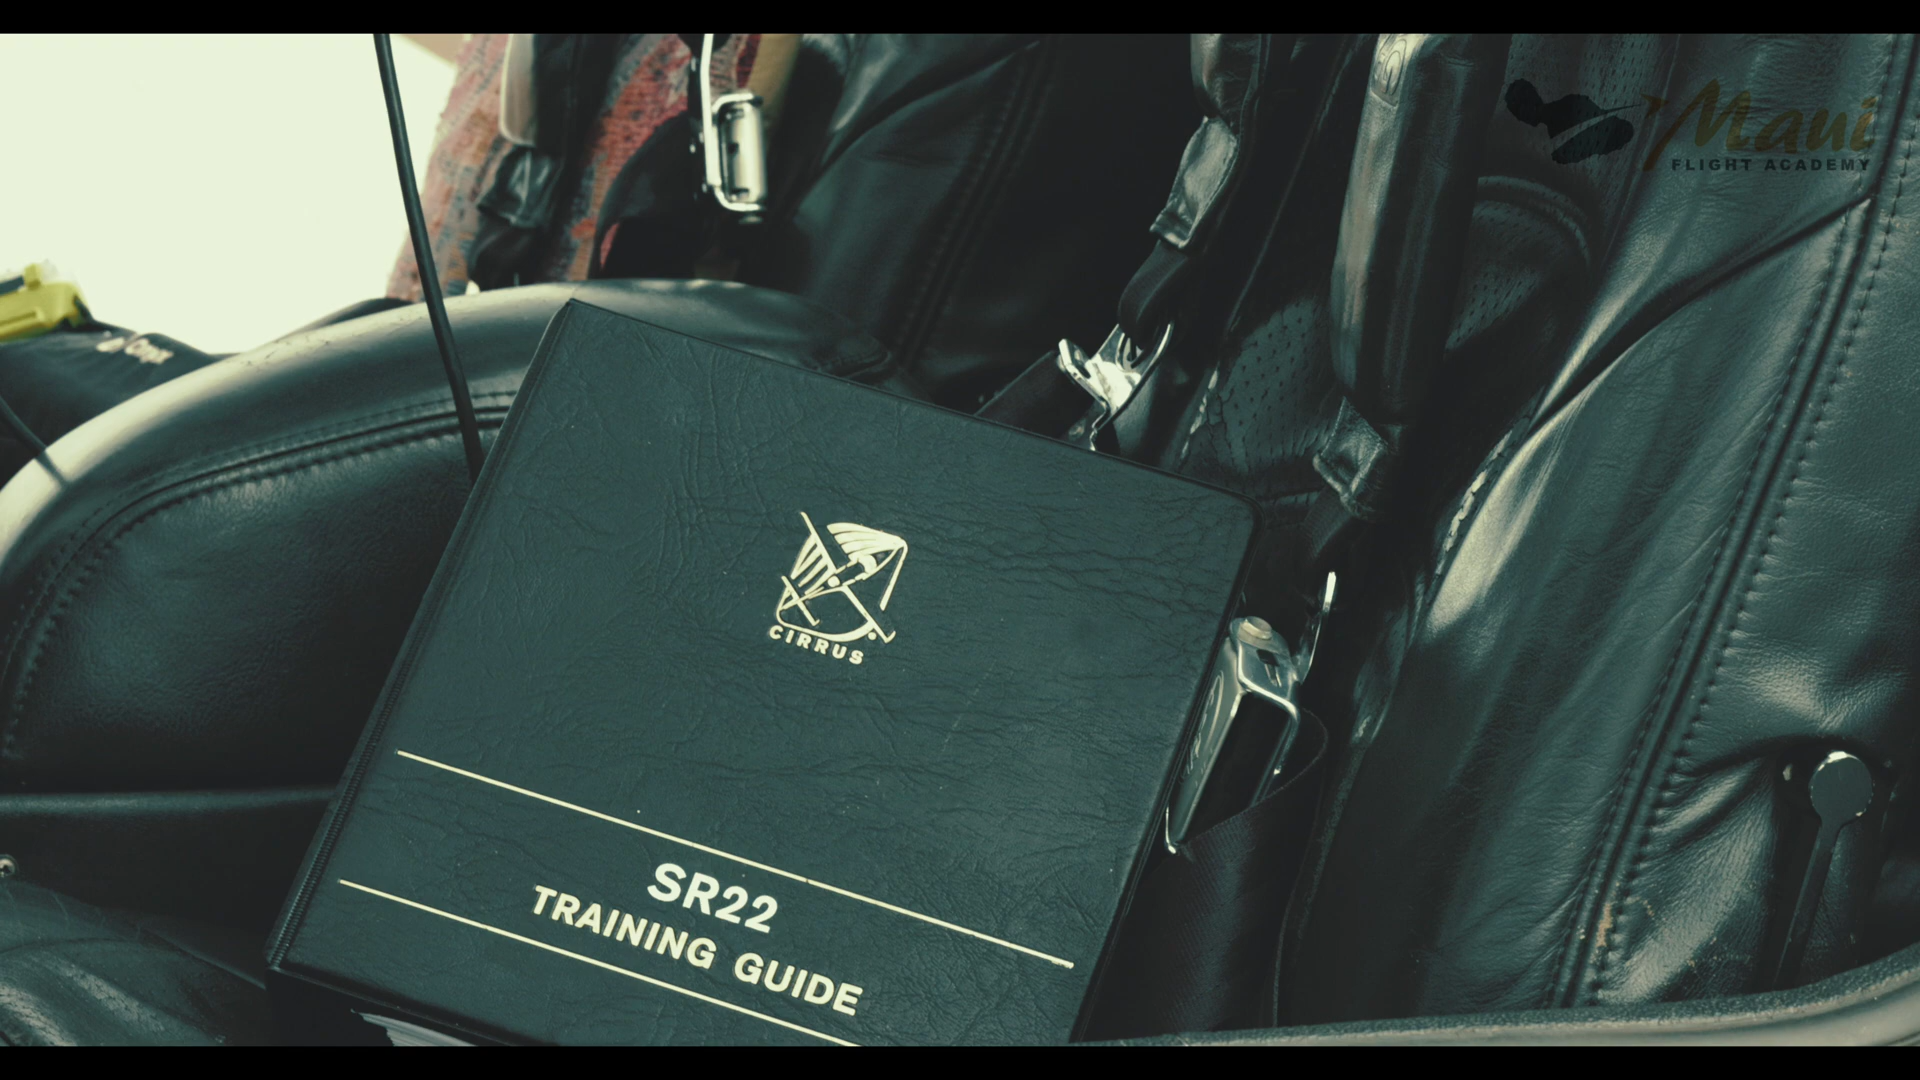 Maui
FLIGHT ACADEMY
CIRRUS
SR22
TRAINING GUIDE